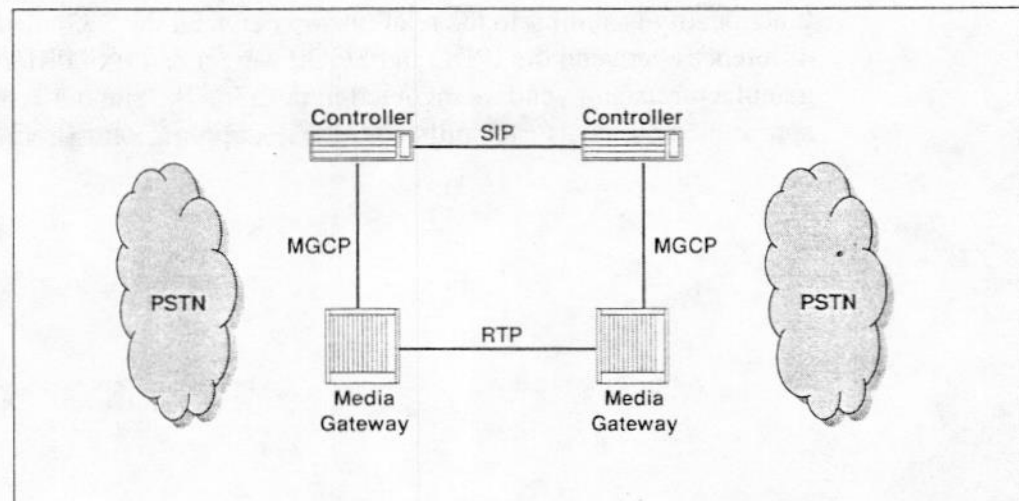 Controller
SIP
Controller
MGCP
MGCP
PSTN
PSTN
RTP
Media
Gateway
Media
Gateway